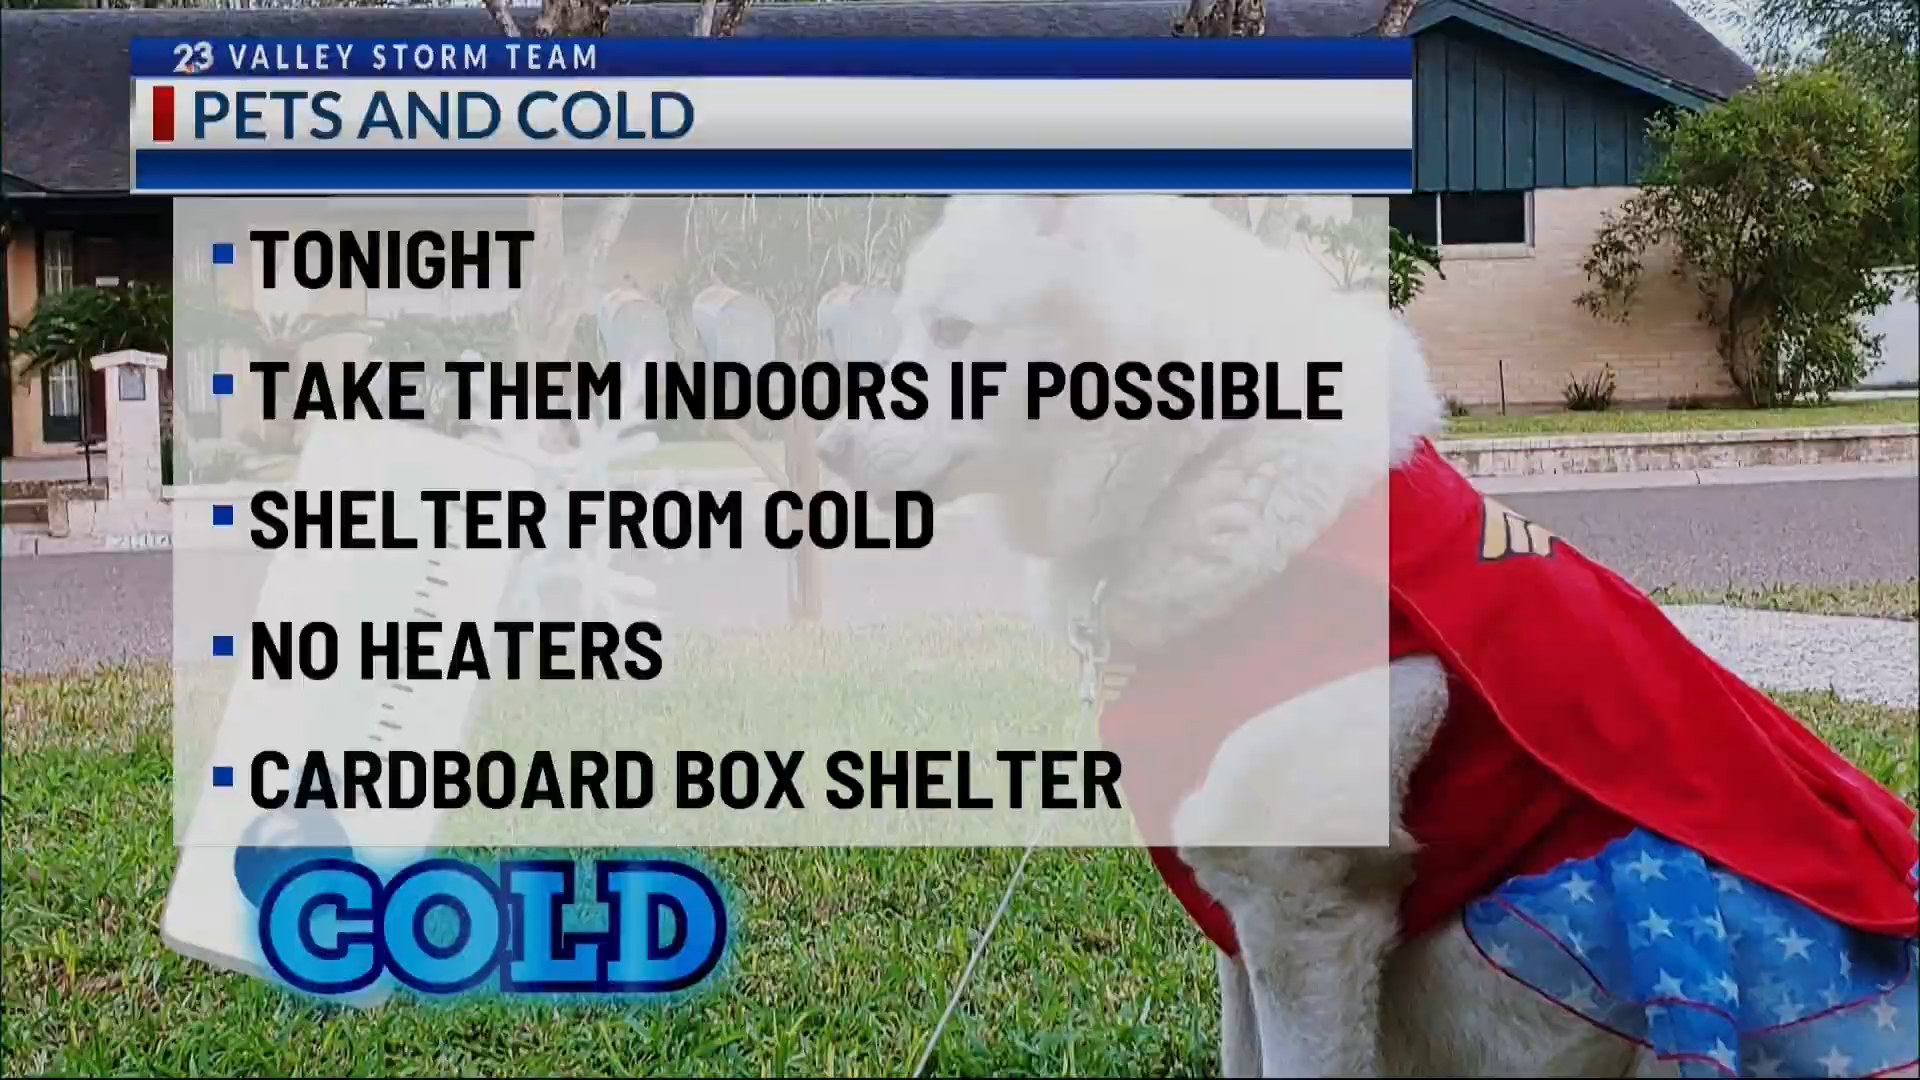 23 VALLEY STORM TEAM
PETS AND COLD
TONIGHT
TAKE THEM INDOORS IF POSSIBLE
SHELTER FROM COLD
NO HEATERS
CARDBOARD BOX SHELTER
COLD